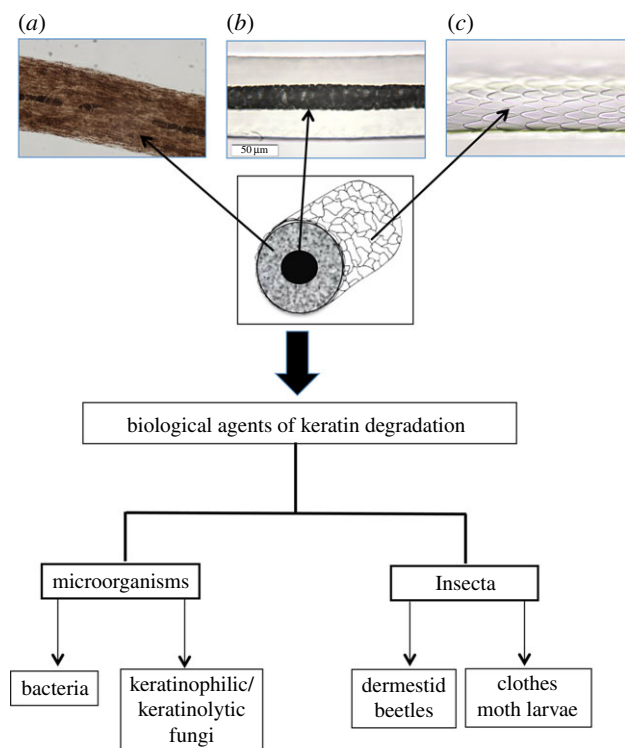 (a)
(b)
(c)
50 µm
biological agents of keratin degradation
microorganisms
Insecta
bacteria
keratinophilic/
keratinolytic
fungi
dermestid
beetles
clothes
moth larvae